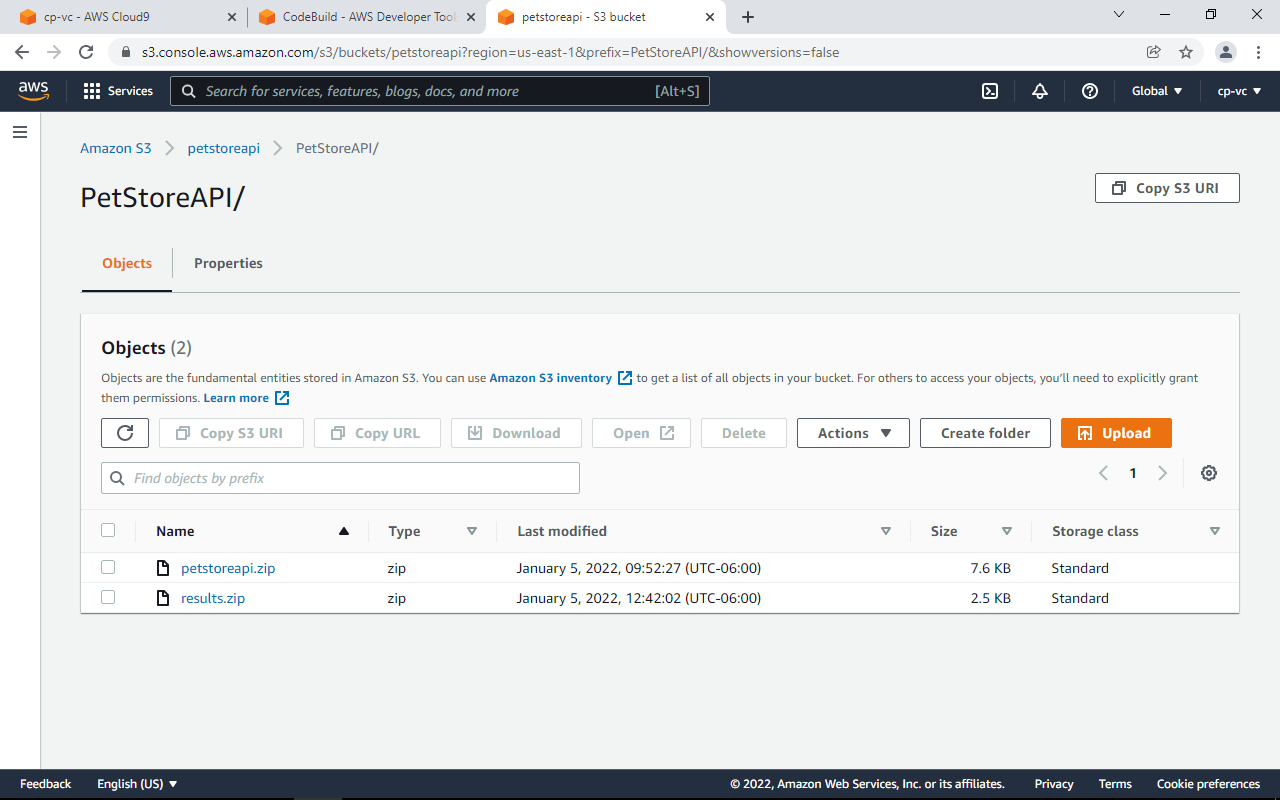 cp-vc - AWS Cloud9
CodeBuild - AWS Developer Tool
petstoreapi - S3 bucket
s3.console.aws.amazon.com/s3/buckets/petstoreapi?region=us-east-1&prefix=PetStoreAPI/&showversions=false
aws
Services
Search for services, features, blogs, docs, and more
[Alt+S]
Global
cp-vc
Amazon S3
petstoreapi
PetStoreAPI/
PetStoreAPI/
Copy S3 URI
Objects
Properties
Objects (2)
Objects are the fundamental entities stored in Amazon S3. You can use Amazon S3 inventory to get a list of all objects in your bucket. For others to access your objects, you'll need to explicitly grant
them permissions. Learn more
Copy S3 URI
Copy URL
Download
Open
Delete
Actions
Create folder
Upload
Find objects by prefix
1
Name Type Last modified Size Storage class
petstoreapi.zip zip January 5, 2022, 09:52:27 (UTC-06:00) 7.6 KB Standard
results.zip zip January 5, 2022, 12:42:02 (UTC-06:00) 2.5 KB Standard
Feedback
English (US)
© 2022, Amazon Web Services, Inc. or its affiliates.
Privacy
Terms
Cookie preferences